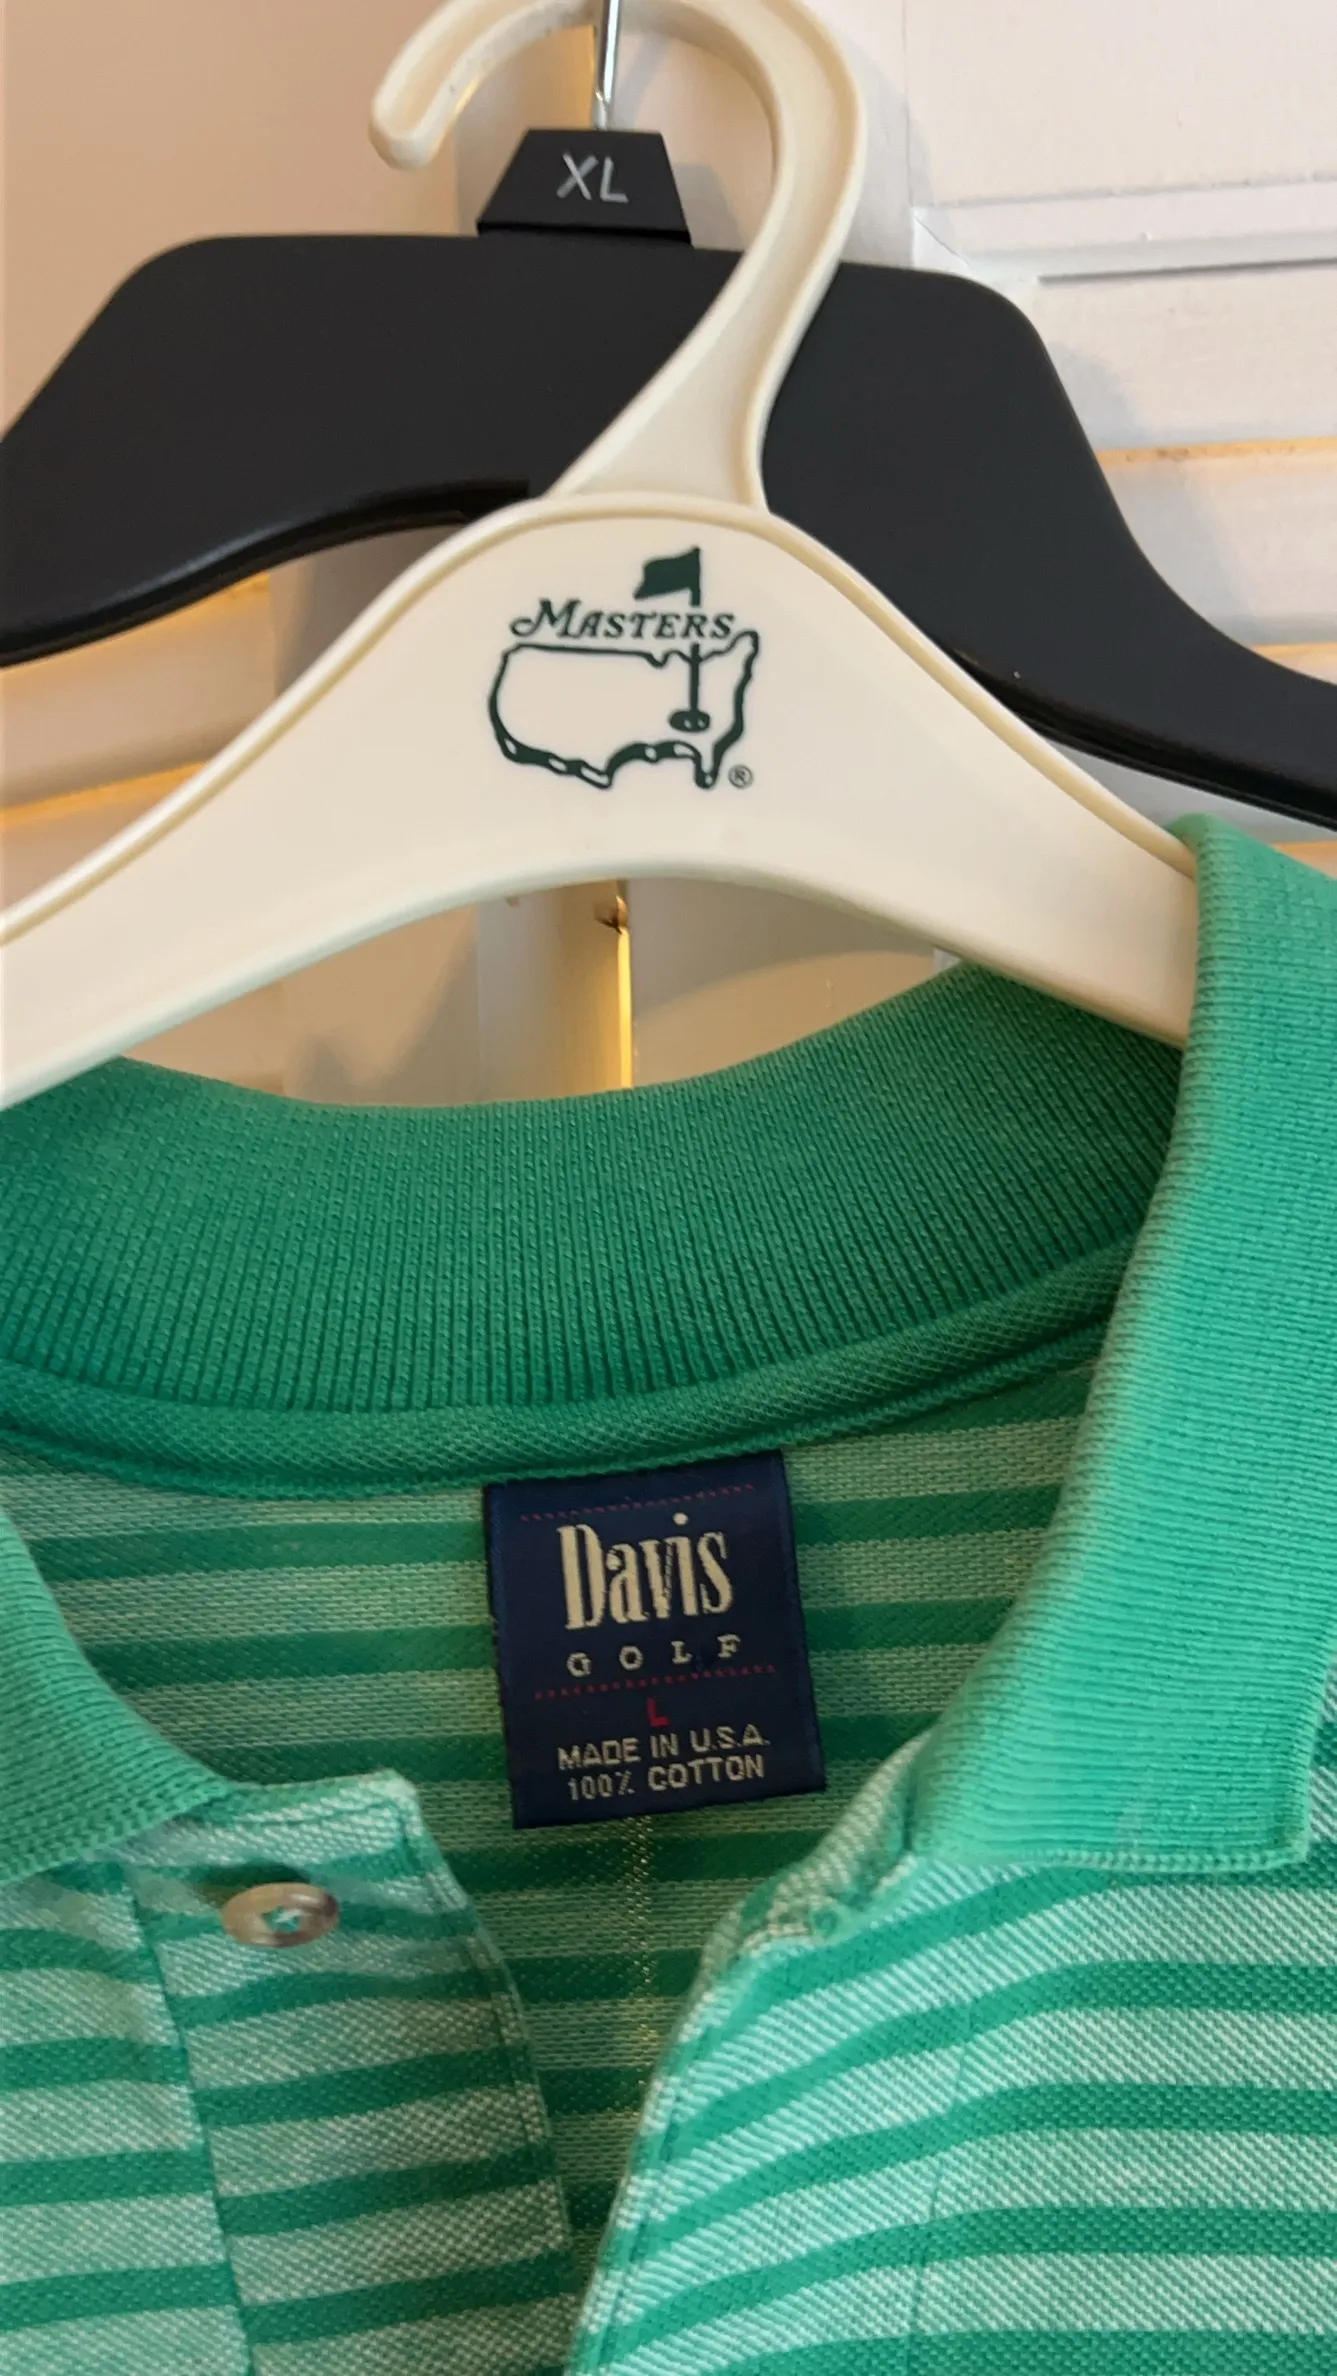 XL
MASTERS
®
Davis
GOLF
L
MADE IN U.S.A.
100% COTTON